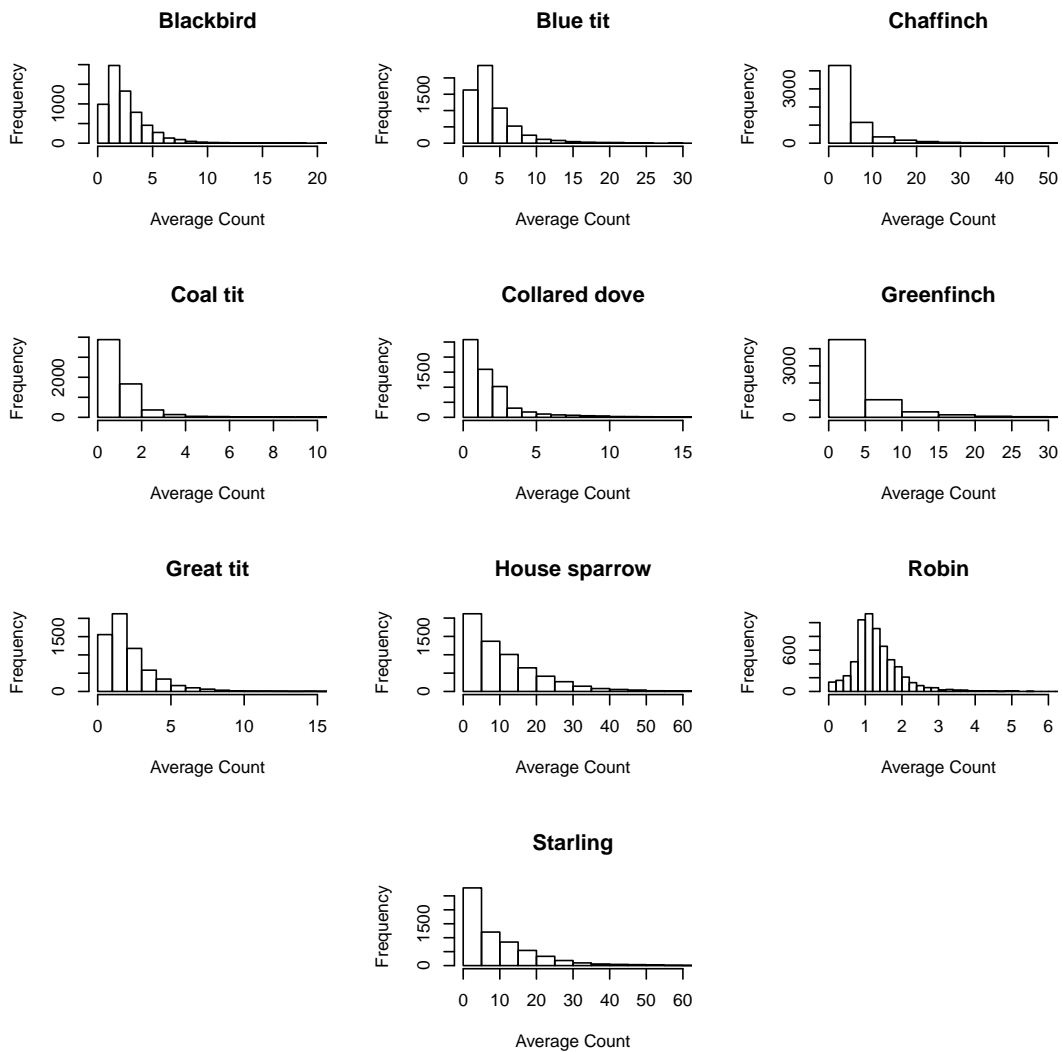 Blackbird
Frequency
0 1000
0 5 10 15 20
Average Count
Blue tit
Frequency
0 1500
0 5 10 15 20 25 30
Average Count
Chaffinch
Frequency
0 3000
0 10 20 30 40 50
Average Count
Coal tit
Frequency
0 2000
0 2 4 6 8 10
Average Count
Collared dove
Frequency
0 1500
0 5 10 15
Average Count
Greenfinch
Frequency
0 3000
0 5 10 15 20 25 30
Average Count
Great tit
Frequency
0 1500
0 5 10 15
Average Count
House sparrow
Frequency
0 1500
0 10 20 30 40 50 60
Average Count
Robin
Frequency
0 600
0 1 2 3 4 5 6
Average Count
Starling
Frequency
0 1500
0 10 20 30 40 50 60
Average Count